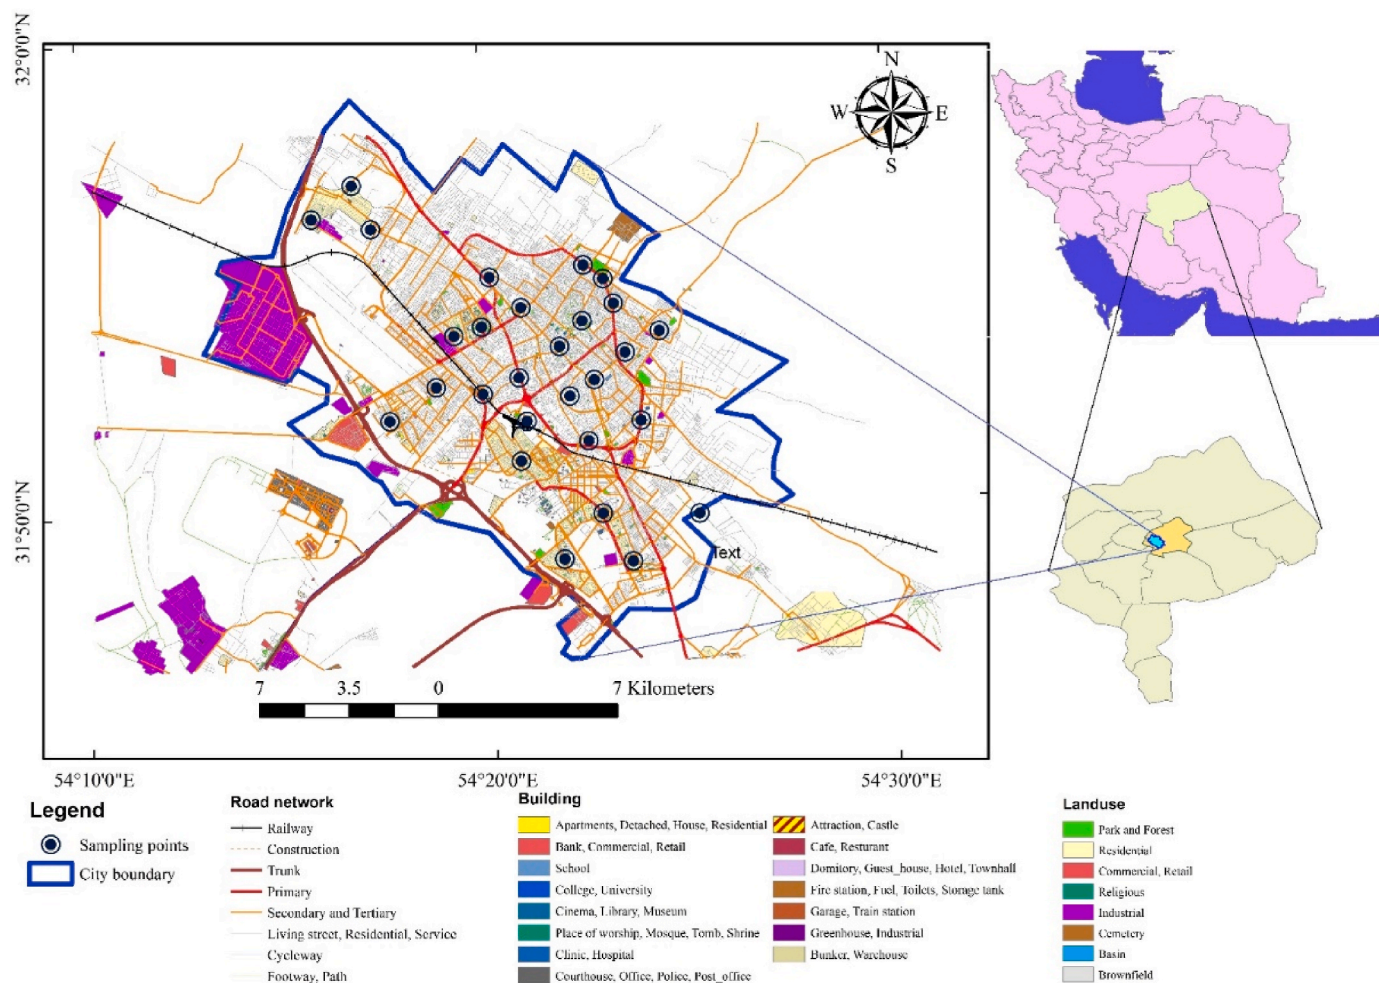 32°0'0"N
N
W E
S
31°50'0"N
Text
7 3.5 0 7 Kilometers
54°10'0"E 54°20'0"E 54°30'0"E
Legend
Sampling points
City boundary
Road network
Railway
Construction
Trunk
Primary
Secondary and Tertiary
Living street, Residential, Service
Cycleway
Footway, Path
Building
Apartments, Detached, House, Residential
Bank, Commercial, Retail
School
College, University
Cinema, Library, Museum
Place of worship, Mosque, Tomb, Shrine
Clinic, Hospital
Courthouse, Office, Police, Post_office
Attraction, Castle
Cafe, Resturant
Dormitory, Guest_house, Hotel, Townhall
Fire station, Fuel, Toilets, Storage tank
Garage, Train station
Greenhouse, Industrial
Bunker, Warehouse
Landuse
Park and Forest
Residential
Commercial, Retail
Religious
Industrial
Cemetery
Basin
Brownfield